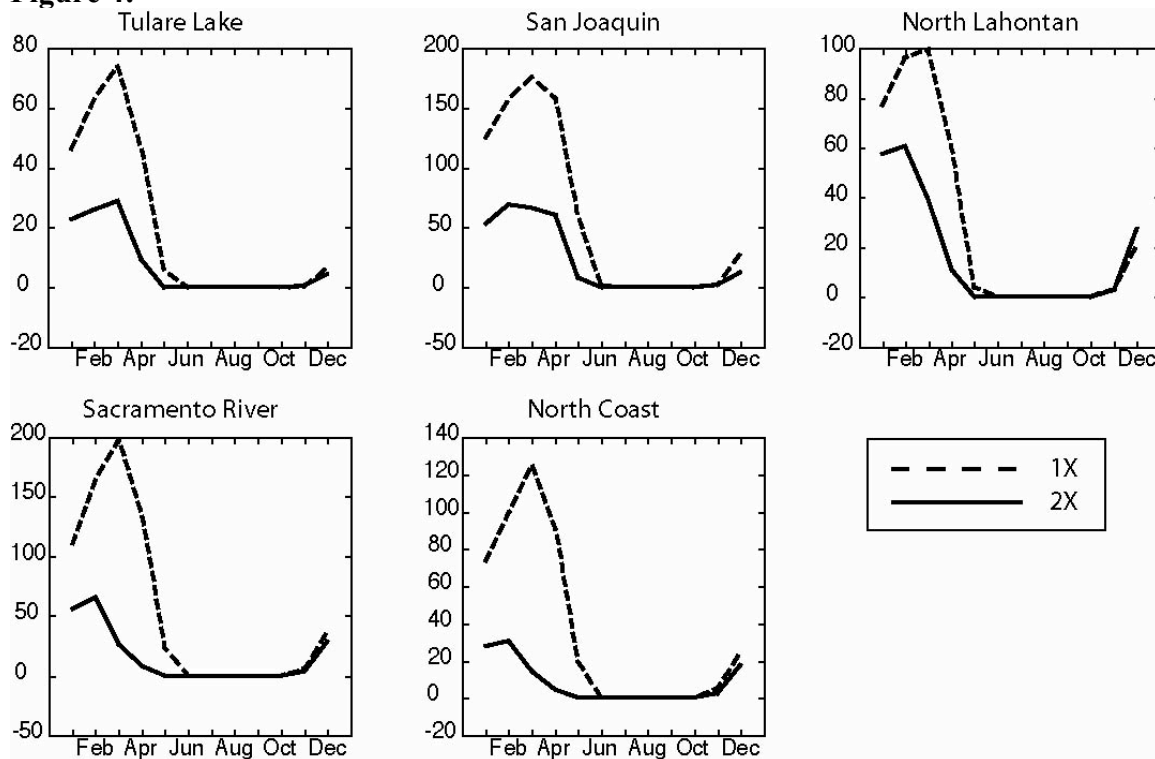 Figure 4.
Tulare Lake
80
60
40
20
0
-20
Feb Apr Jun Aug Oct Dec
San Joaquin
200
150
100
50
0
-50
Feb Apr Jun Aug Oct Dec
North Lahontan
100
80
60
40
20
0
-20
Feb Apr Jun Aug Oct Dec
Sacramento River
200
150
100
50
0
-50
Feb Apr Jun Aug Oct Dec
North Coast
140
120
100
80
60
40
20
0
-20
Feb Apr Jun Aug Oct Dec
1X
2X